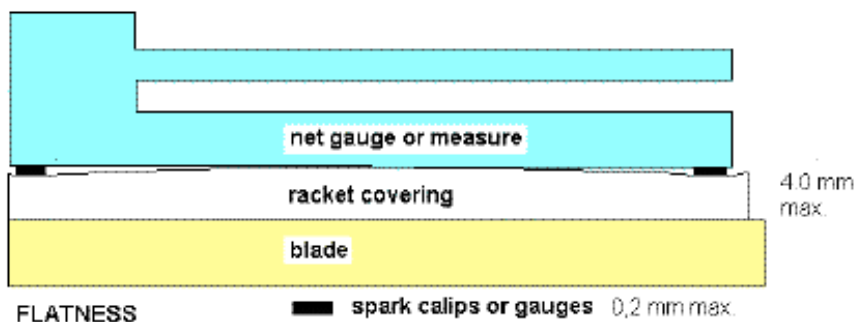 net gauge or measure
racket covering
4.0 mm
max.
blade
FLATNESS
spark calips or gauges 0,2 mm max.